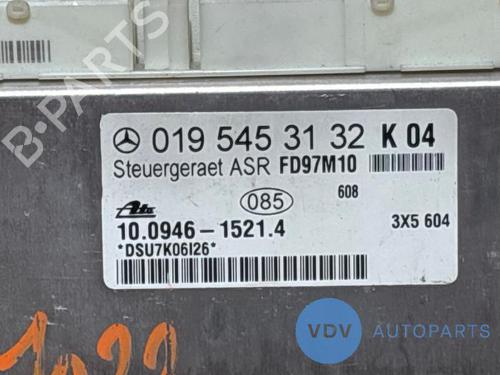 B-PARTS
019 545 31 32 K 04
Steuergeraet ASR FD97M10
085
608
Ate
10.0946-1521.4
3X5 604
*DSU7K06I26*
VDV AUTOPARTS